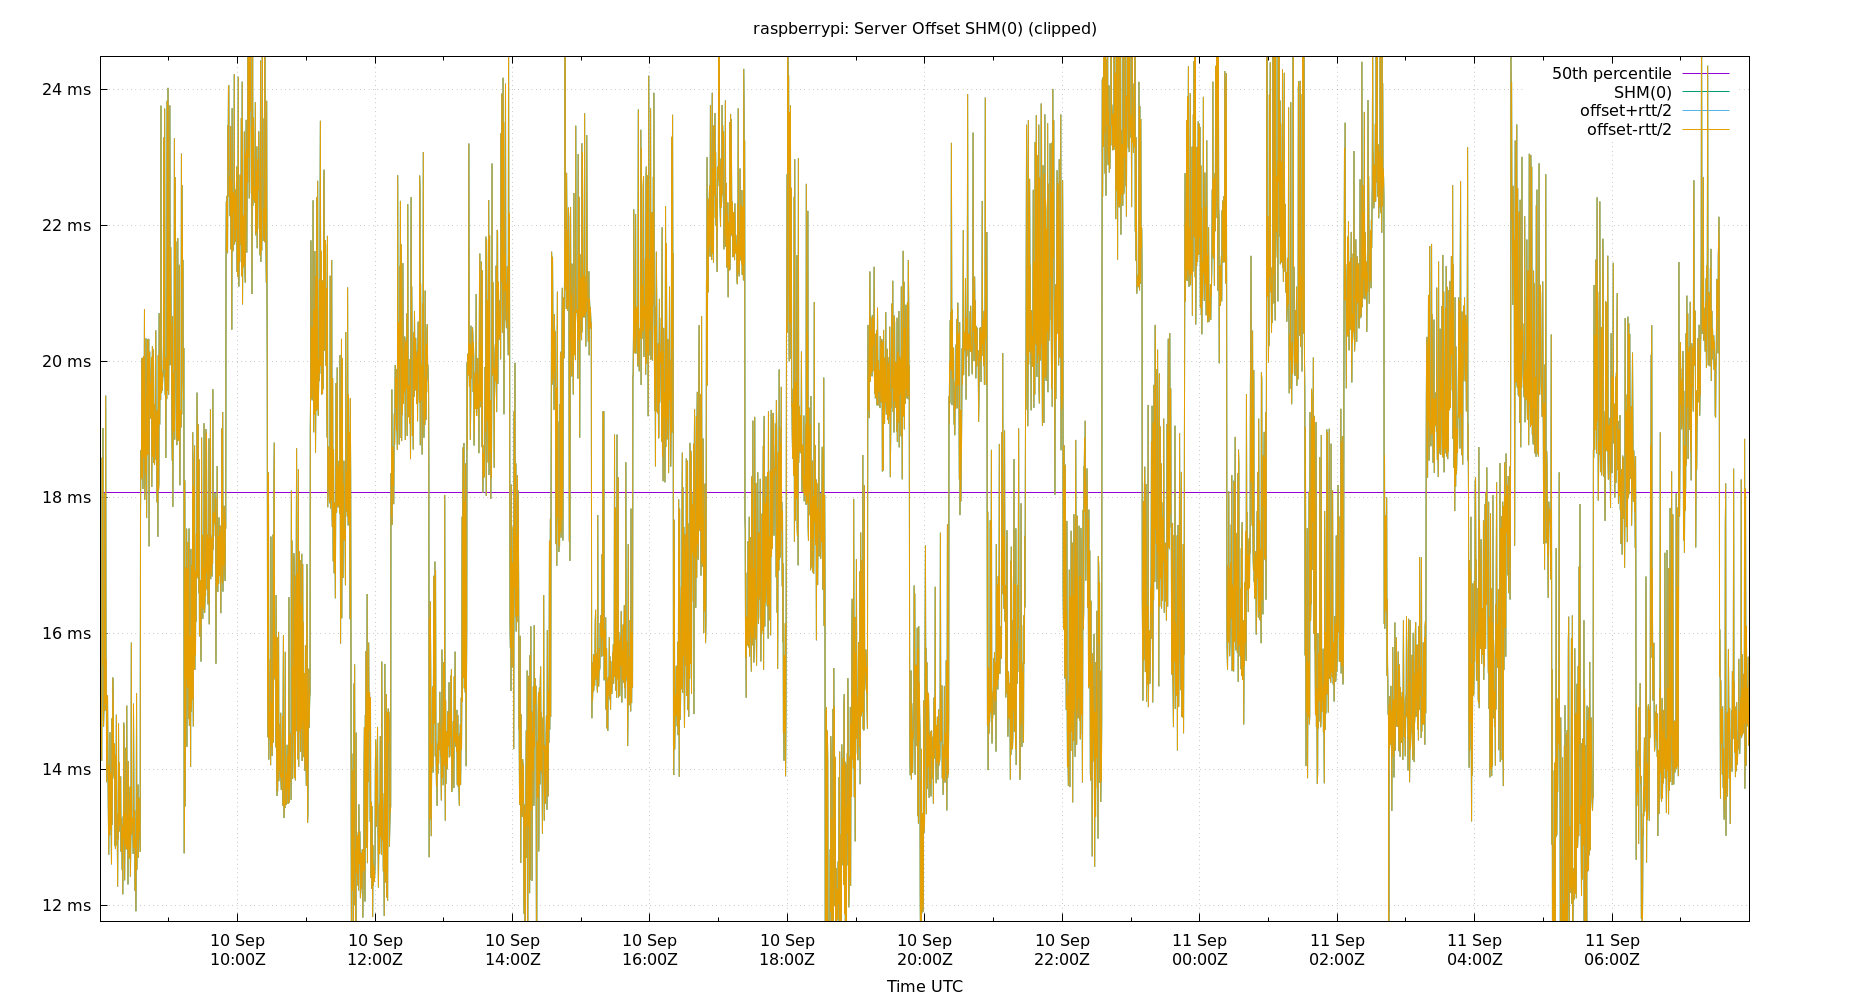 raspberrypi: Server Offset SHM(0) (clipped)
50th percentile
SHM(0)
offset+rtt/2
offset-rtt/2
24 ms
22 ms
20 ms
18 ms
16 ms
14 ms
12 ms
10 Sep 10 Sep 10 Sep 10 Sep 10 Sep 10 Sep 10 Sep 11 Sep 11 Sep 11 Sep 11 Sep
10:00Z 12:00Z 14:00Z 16:00Z 18:00Z 20:00Z 22:00Z 00:00Z 02:00Z 04:00Z 06:00Z
Time UTC